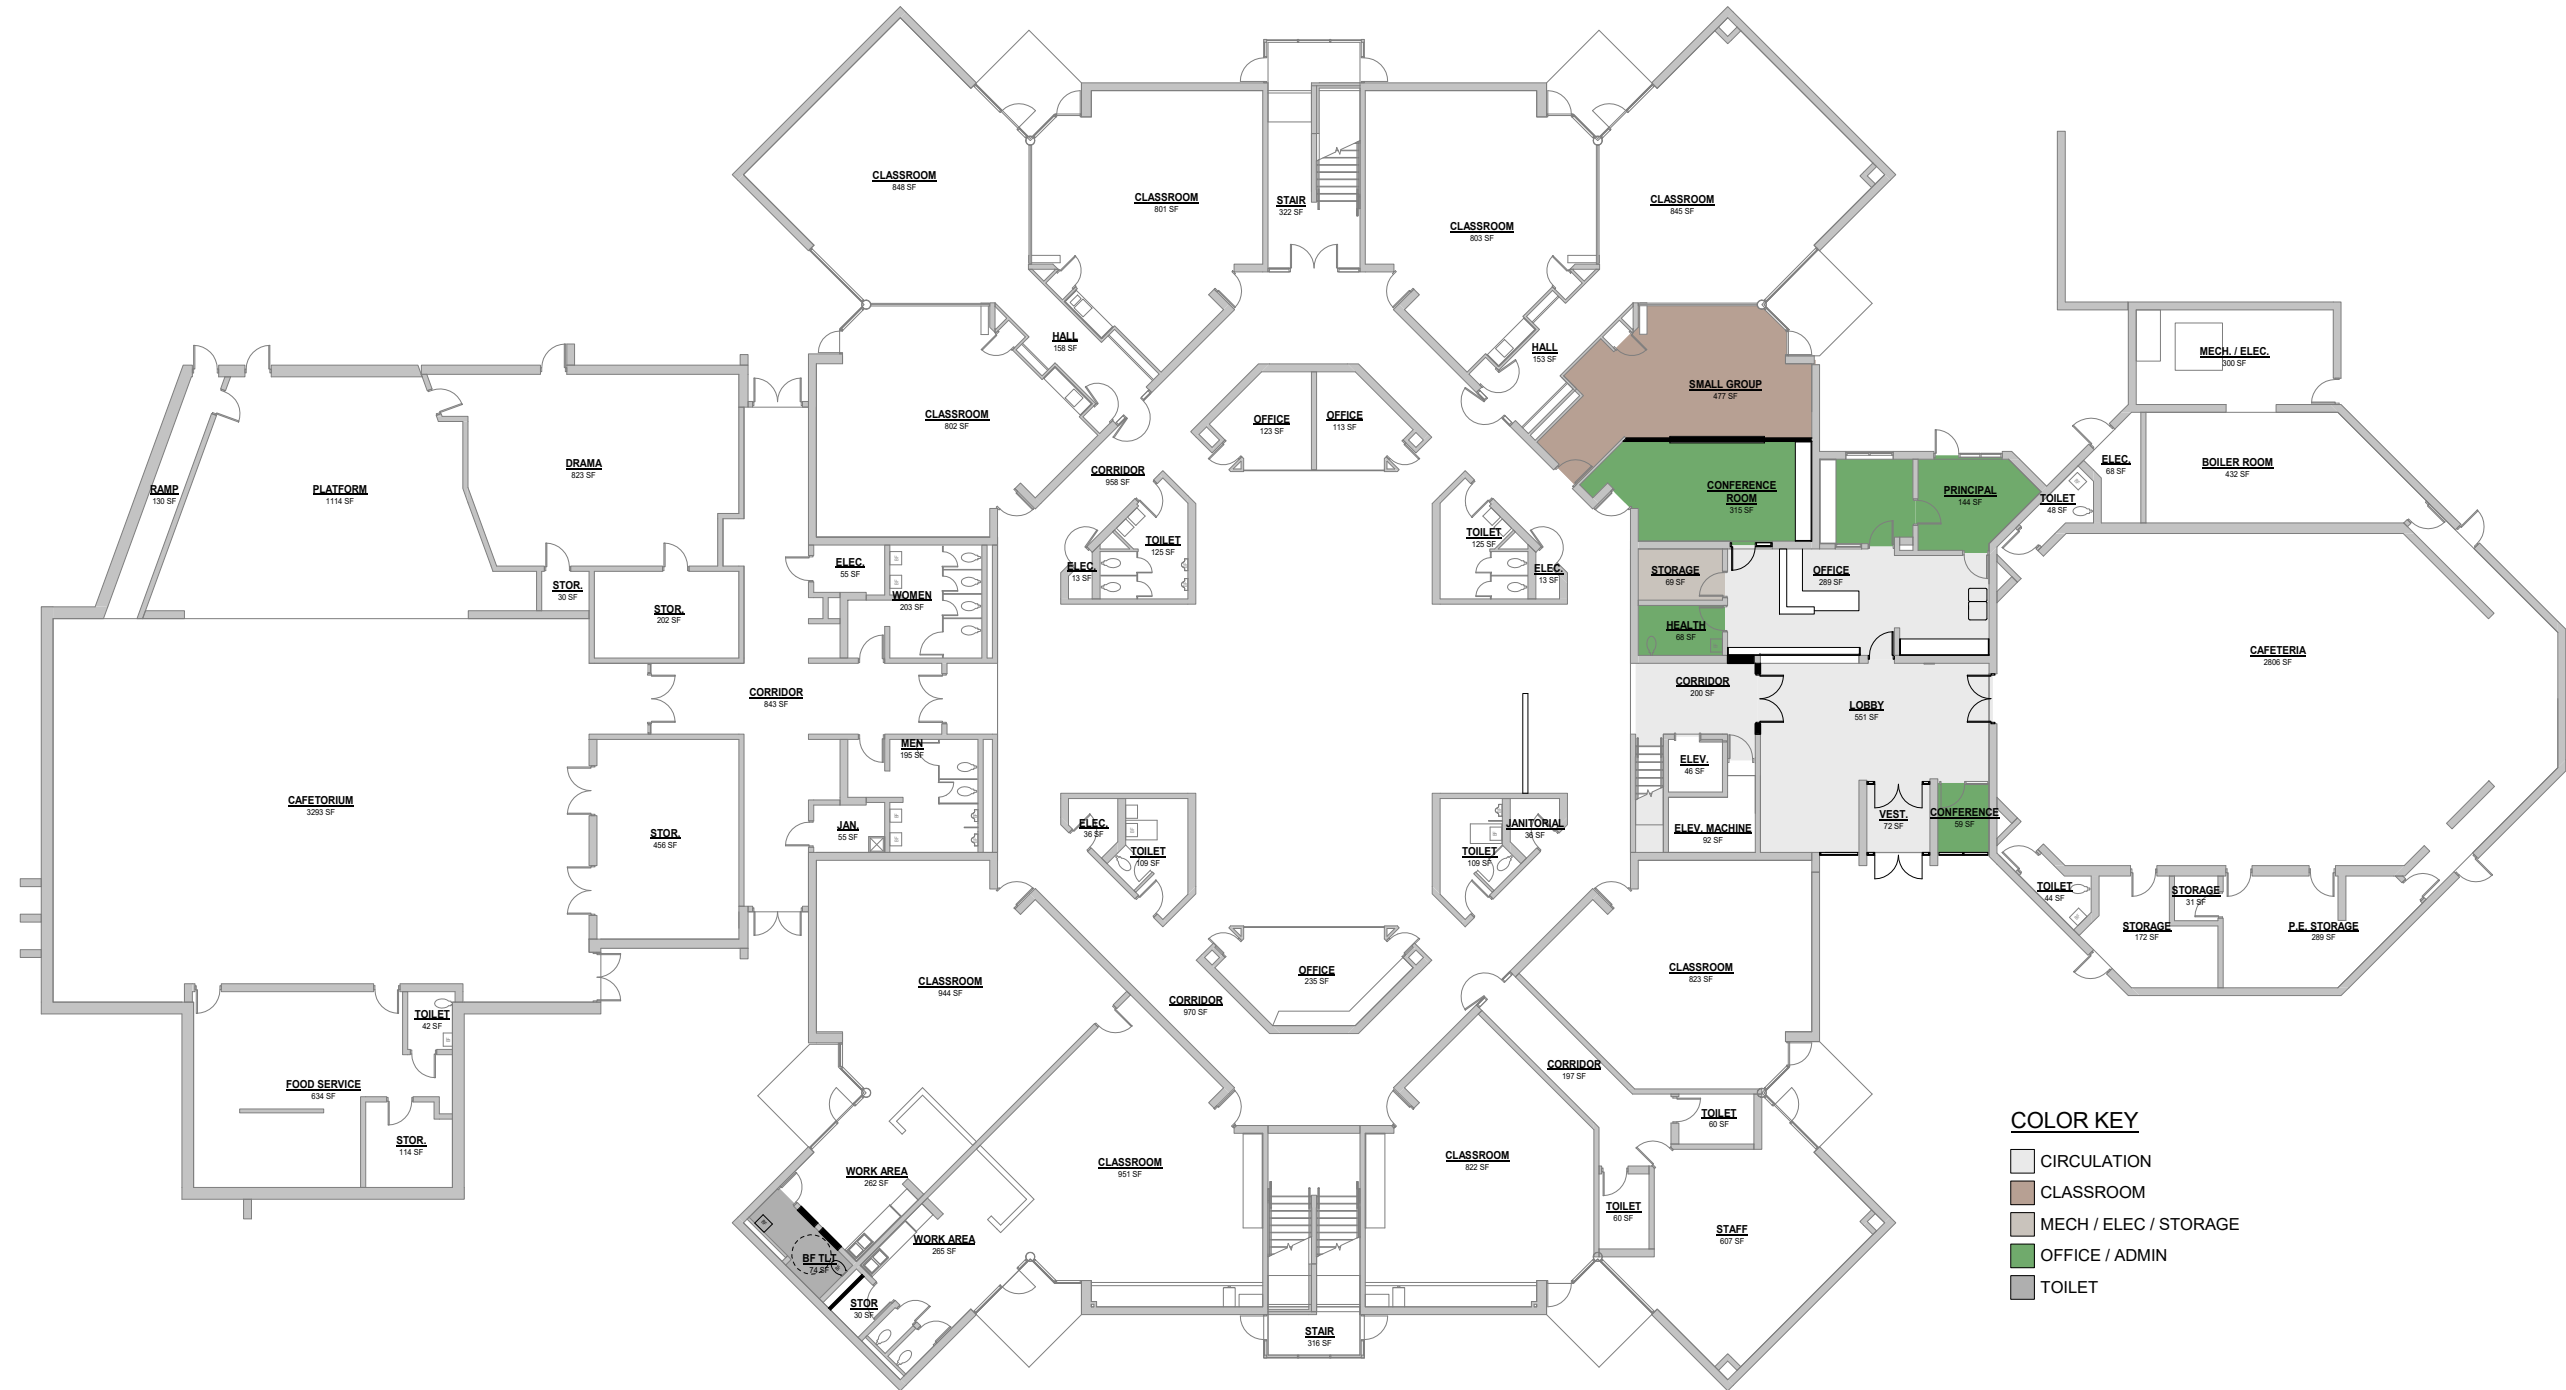 CLASSROOM
848 SF
CLASSROOM
801 SF
STAIR
322 SF
CLASSROOM
803 SF
CLASSROOM
845 SF
HALL
158 SF
HALL
153 SF
MECH. / ELEC.
300 SF
SMALL GROUP
477 SF
CLASSROOM
802 SF
OFFICE
123 SF
OFFICE
113 SF
DRAMA
823 SF
RAMP
130 SF
PLATFORM
1114 SF
CORRIDOR
958 SF
CONFERENCE
ROOM
315 SF
PRINCIPAL
144 SF
TOILET
48 SF
ELEC.
68 SF
BOILER ROOM
432 SF
TOILET
125 SF
TOILET
125 SF
ELEC.
13 SF
ELEC.
13 SF
ELEC.
55 SF
WOMEN
203 SF
STOR.
30 SF
STOR.
202 SF
STORAGE
69 SF
OFFICE
289 SF
HEALTH
68 SF
CAFETERIA
2806 SF
CORRIDOR
843 SF
CORRIDOR
200 SF
LOBBY
551 SF
MEN
195 SF
ELEV.
46 SF
CAFETORIUM
3293 SF
STOR.
456 SF
JAN.
55 SF
ELEC.
36 SF
TOILET
109 SF
TOILET
109 SF
JANITORIAL
36 SF
ELEV. MACHINE
92 SF
VEST.
72 SF
CONFERENCE
59 SF
TOILET
44 SF
STORAGE
31 SF
STORAGE
172 SF
P.E. STORAGE
289 SF
CLASSROOM
944 SF
OFFICE
235 SF
CORRIDOR
970 SF
CLASSROOM
823 SF
TOILET
42 SF
FOOD SERVICE
634 SF
STOR.
114 SF
CORRIDOR
197 SF
TOILET
60 SF
CLASSROOM
951 SF
CLASSROOM
822 SF
WORK AREA
262 SF
TOILET
60 SF
STAFF
607 SF
WORK AREA
265 SF
BF TLT
74 SF
STOR
30 SF
STAIR
316 SF
COLOR KEY
CIRCULATION
CLASSROOM
MECH / ELEC / STORAGE
OFFICE / ADMIN
TOILET